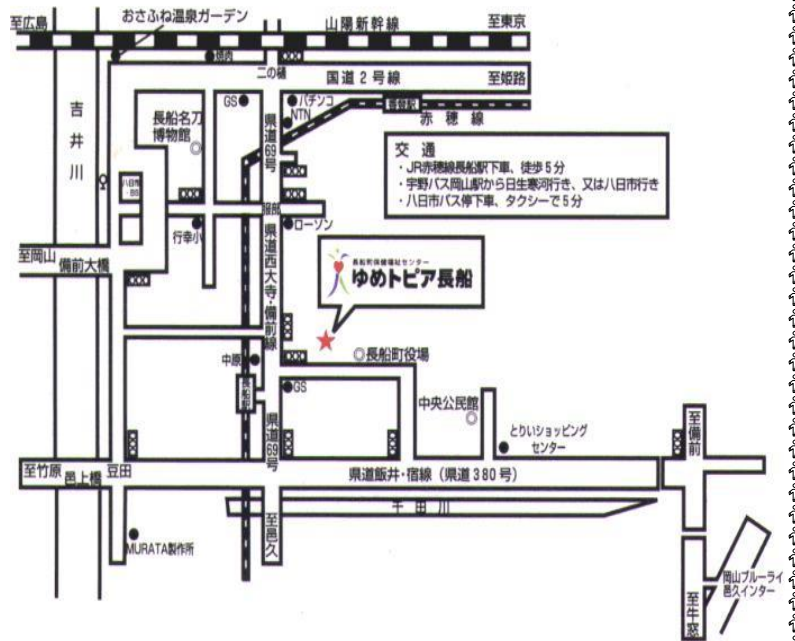 おさふね温泉ガーデン
至広島
山陽新幹線
至東京
焼肉
二の樋
国道2号線
至姫路
吉井川
長船名刀
博物館
GS
パチンコ
NTN
香登駅
赤穂線
県道69号
交通
・JR赤穂線長船駅下車、徒歩5分
・宇野バス岡山駅から日生寒河行き、又は八日市行き
・八日市バス停下車、タクシーで5分
八日市
服部
行幸小
ローソン
至岡山
備前大橋
県道西大寺・備前線
長船町保健福祉センター
ゆめトピア長船
長船町役場
中原
長船駅
GS
中央公民館
とりいショッピング
センター
至備前
県道69号
至竹原
邑上橋
豆田
県道飯井・宿線(県道380号)
千田川
至邑久
MURATA製作所
岡山ブルーライ
邑久インター
至牛窓